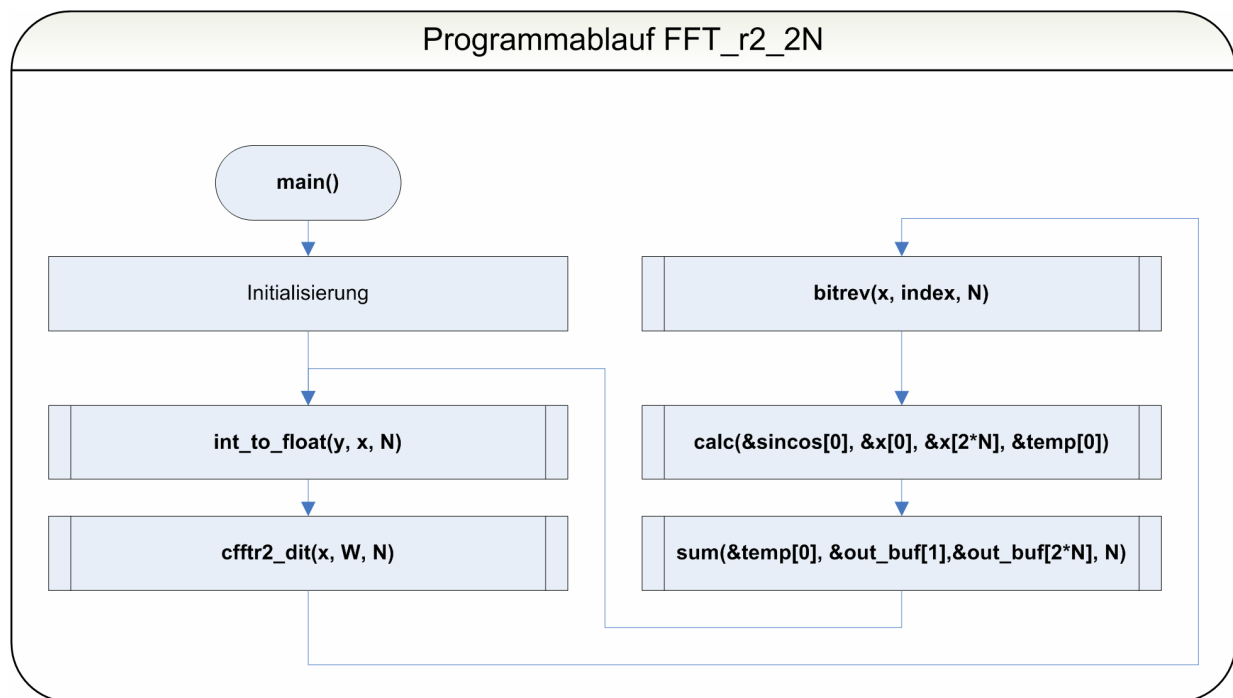 Programmablauf FFT_r2_2N
main()
Initialisierung
int_to_float(y, x, N)
cfftr2_dit(x, W, N)
bitrev(x, index, N)
calc(&sincos[0], &x[0], &x[2*N], &temp[0])
sum(&temp[0], &out_buf[1],&out_buf[2*N], N)